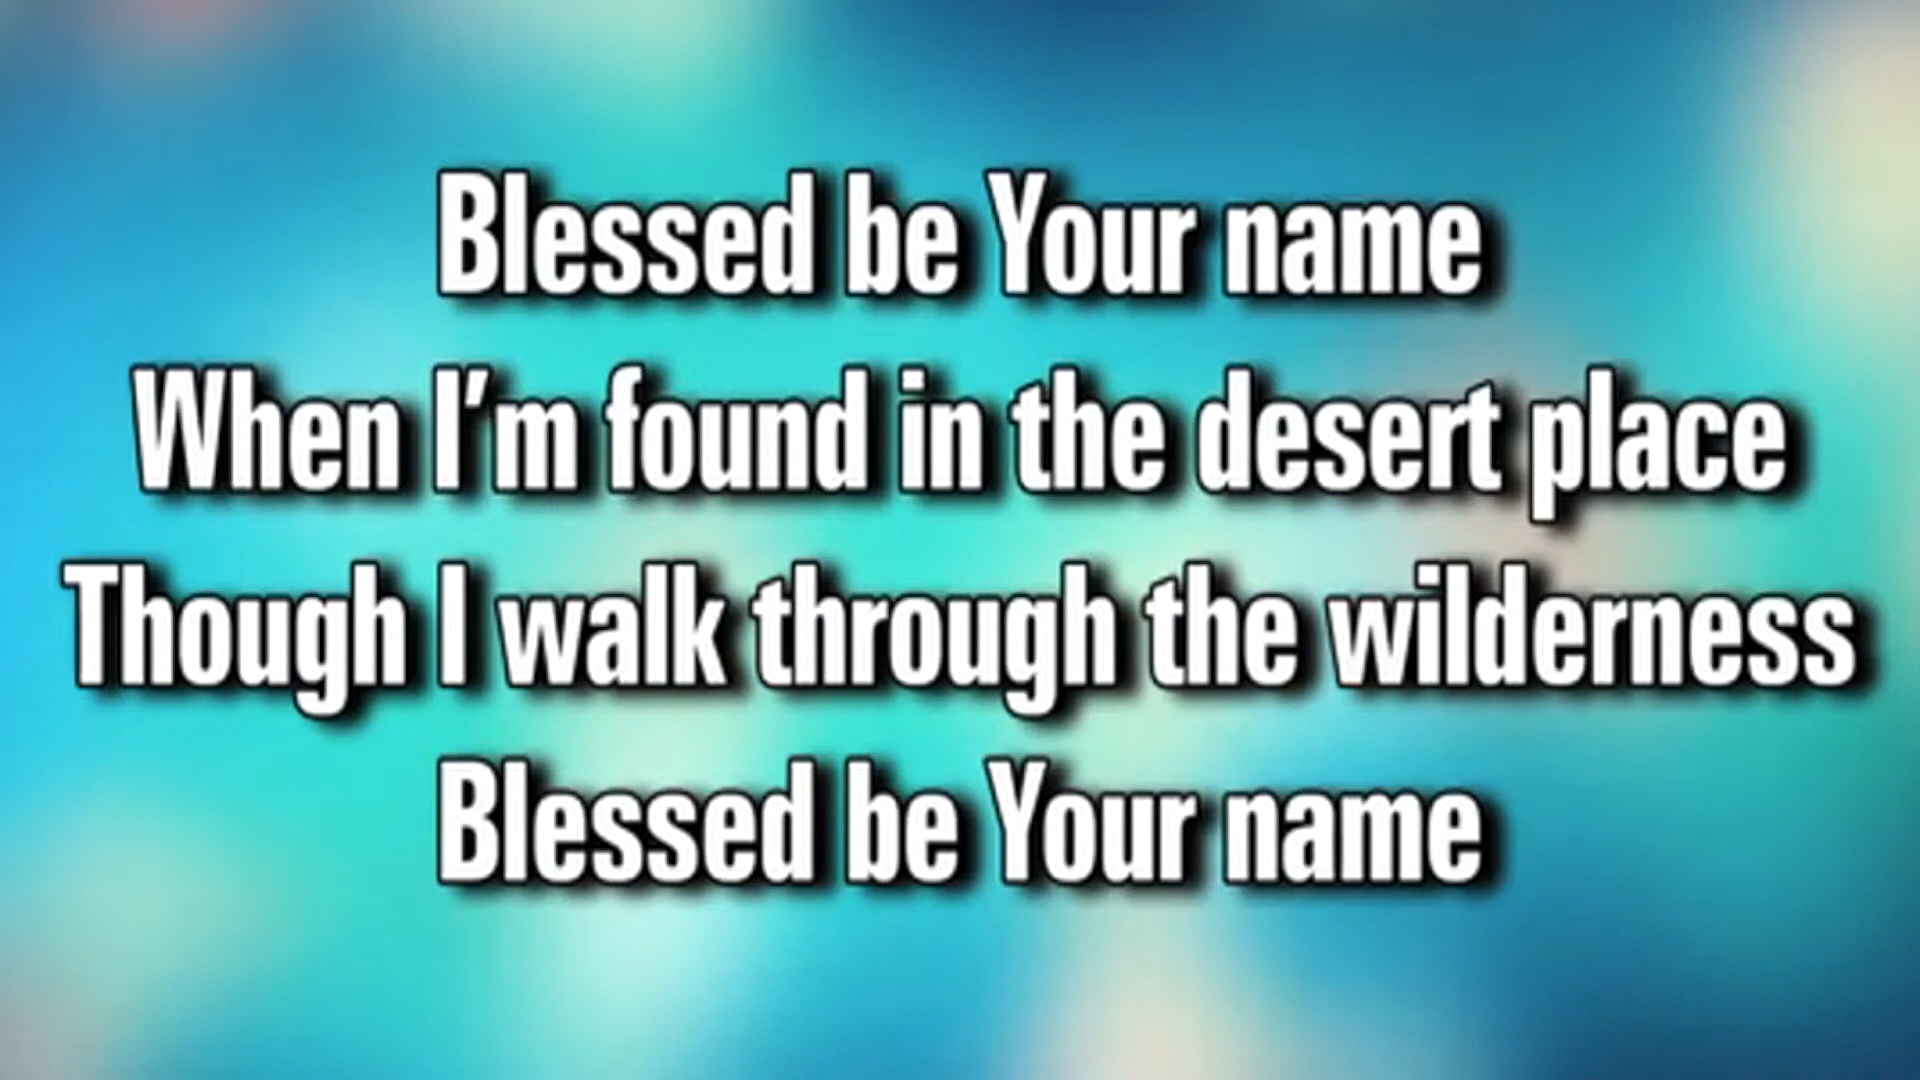 Blessed be Your name
When I’m found in the desert place
Though I walk through the wilderness
Blessed be Your name